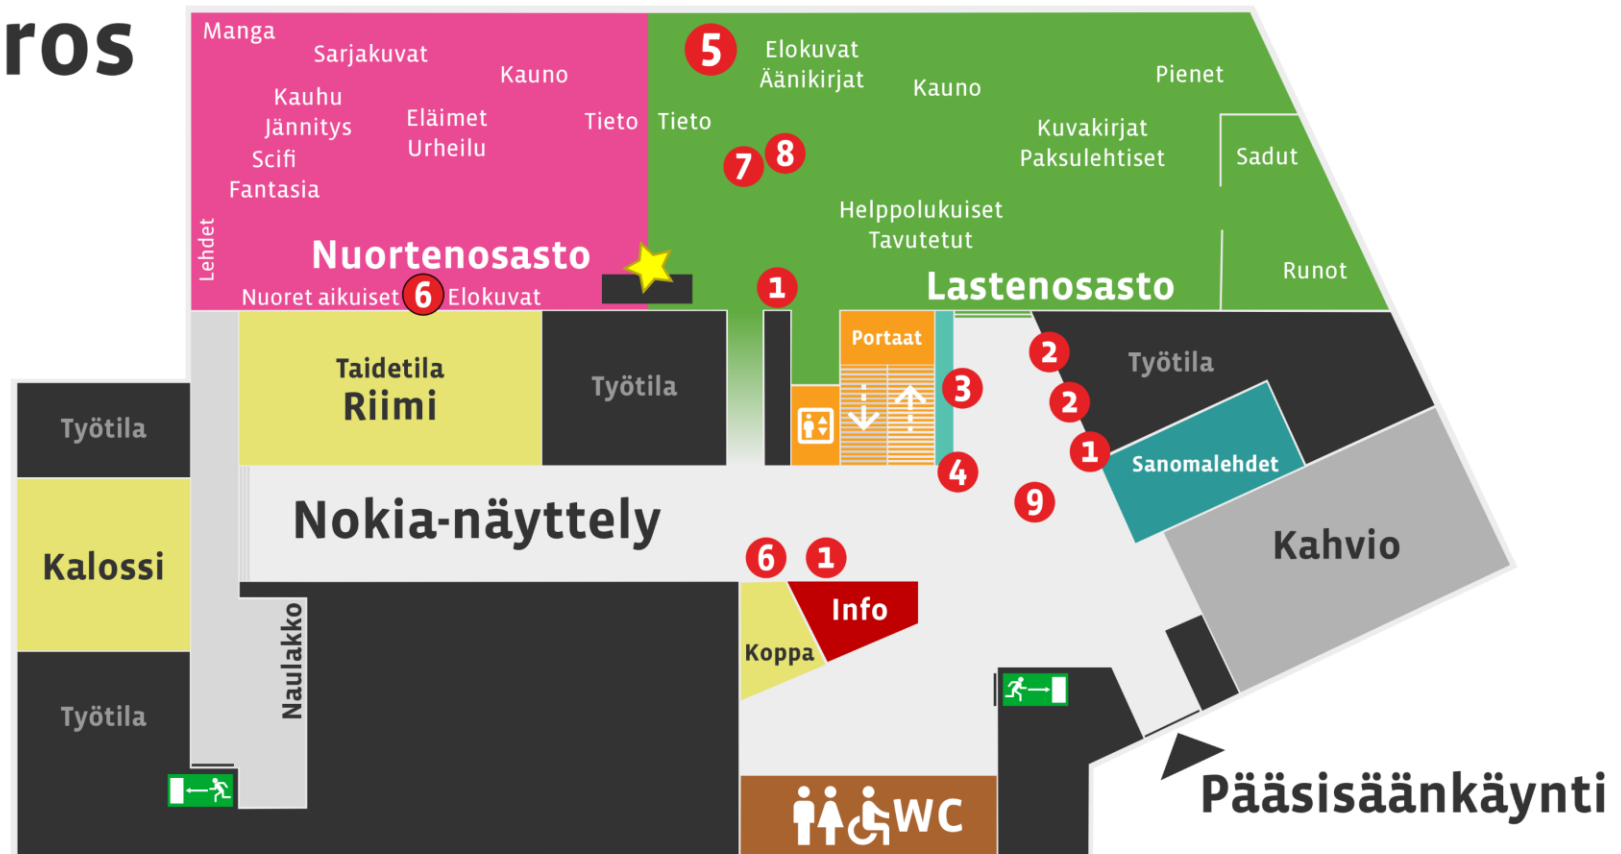 ros
Manga
Sarjakuvat
Kauno
Kauhu
Jännitys
Eläimet
Urheilu
Tieto
Scifi
Fantasia
Lehdet
Nuortenosasto
Nuoret aikuiset
6
Elokuvat
5
Elokuvat
Äänikirjat
Kauno
Pienet
Tieto
7
8
Kuvakirjat
Paksulehtiset
Sadut
Helppolukuiset
Tavutetut
Runot
Lastenosasto
1
Taidetila
Riimi
Työtila
Portaat
3
4
2
2
1
9
Työtila
Sanomalehdet
Kahvio
Työtila
Kalossi
Työtila
Naulakko
Nokia-näyttely
6
1
Info
Koppa
WC
Pääsisäänkäynti